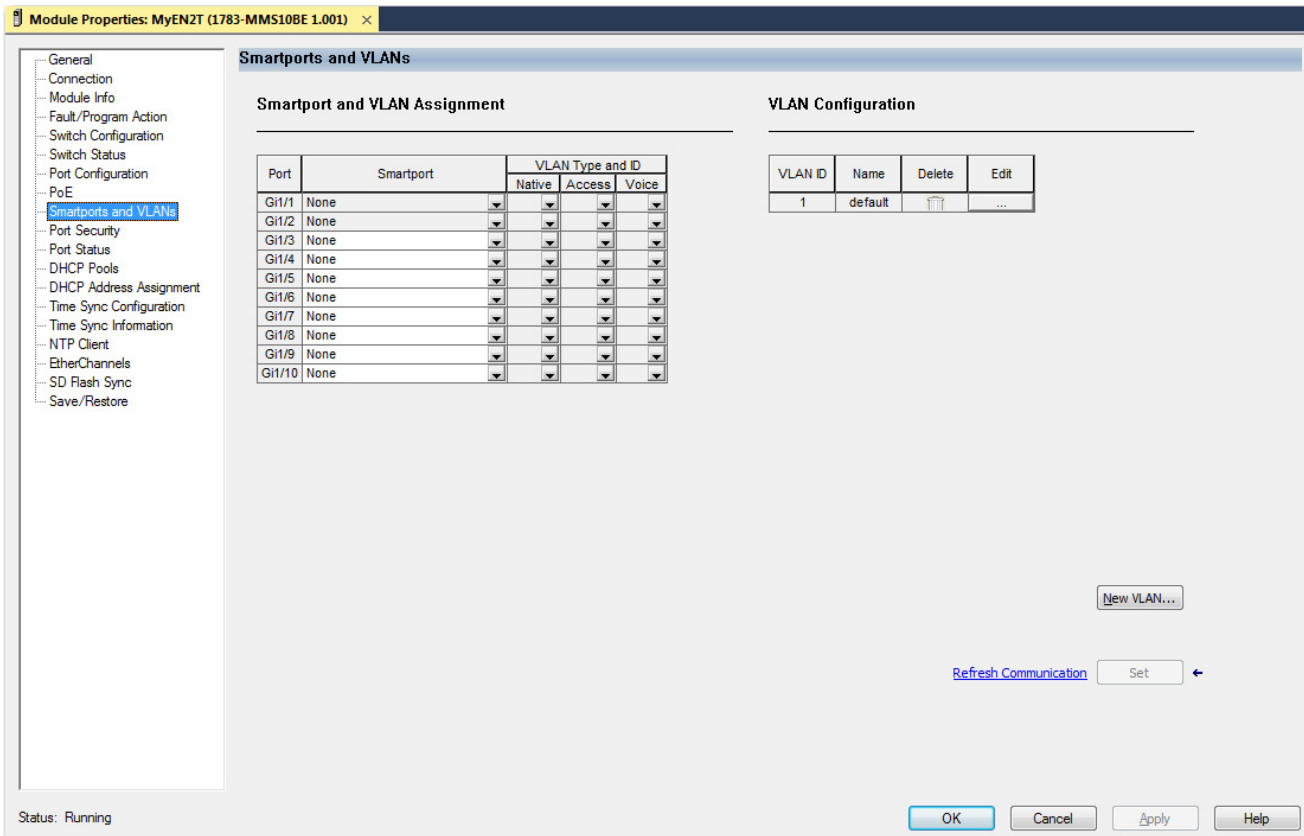 Module Properties: MyEN2T (1783-MMS10BE 1.001) ×
General
Connection
Module Info
Fault/Program Action
Switch Configuration
Switch Status
Port Configuration
PoE
Smartports and VLANs
Port Security
Port Status
DHCP Pools
DHCP Address Assignment
Time Sync Configuration
Time Sync Information
NTP Client
EtherChannels
SD Flash Sync
Save/Restore
Smartports and VLANs
Smartport and VLAN Assignment
Port Smartport VLAN Type and ID
Native Access Voice
Gi1/1 None
Gi1/2 None
Gi1/3 None
Gi1/4 None
Gi1/5 None
Gi1/6 None
Gi1/7 None
Gi1/8 None
Gi1/9 None
Gi1/10 None
VLAN Configuration
VLAN ID Name Delete Edit
1 default ...
New VLAN...
Refresh Communication Set ←
Status: Running
OK Cancel Apply Help